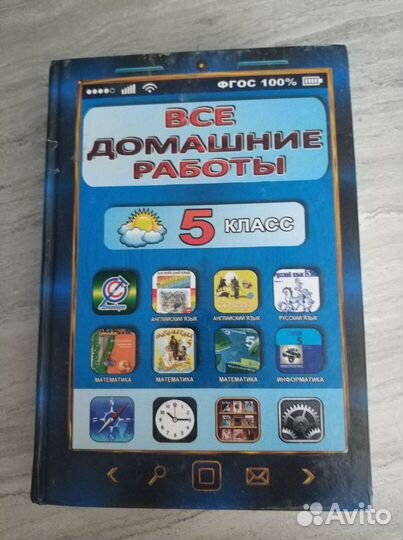 ФГОС 100%
ВСЕ
ДОМАШНИЕ
РАБОТЫ
5 КЛАСС
АНГЛИЙСКИЙ ЯЗЫК АНГЛИЙСКИЙ ЯЗЫК РУССКИЙ ЯЗЫК
МАТЕМАТИКА МАТЕМАТИКА МАТЕМАТИКА ИНФОРМАТИКА
Avito